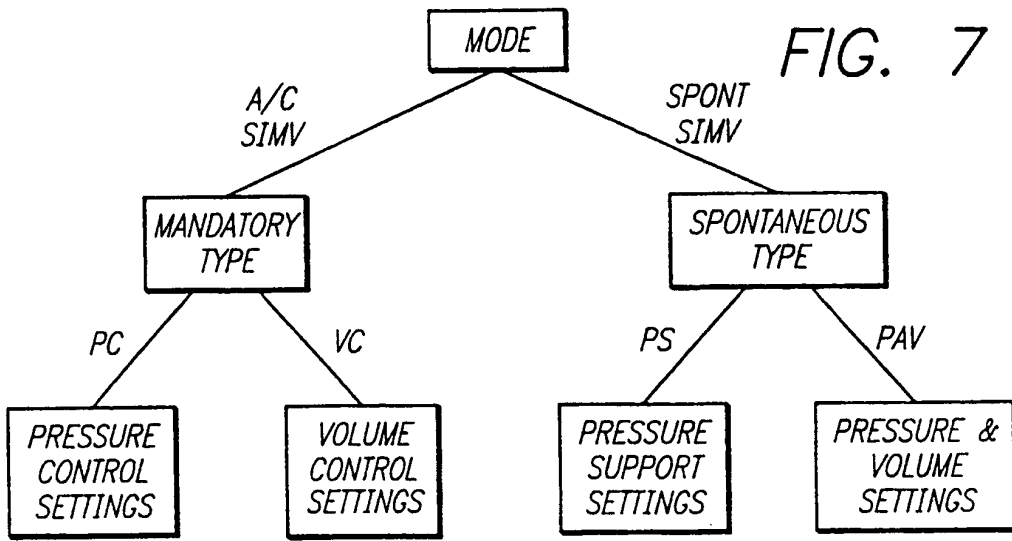 MODE
FIG. 7
A/C
SIMV
SPONT
SIMV
MANDATORY
TYPE
SPONTANEOUS
TYPE
PC
VC
PS
PAV
PRESSURE
CONTROL
SETTINGS
VOLUME
CONTROL
SETTINGS
PRESSURE
SUPPORT
SETTINGS
PRESSURE &
VOLUME
SETTINGS